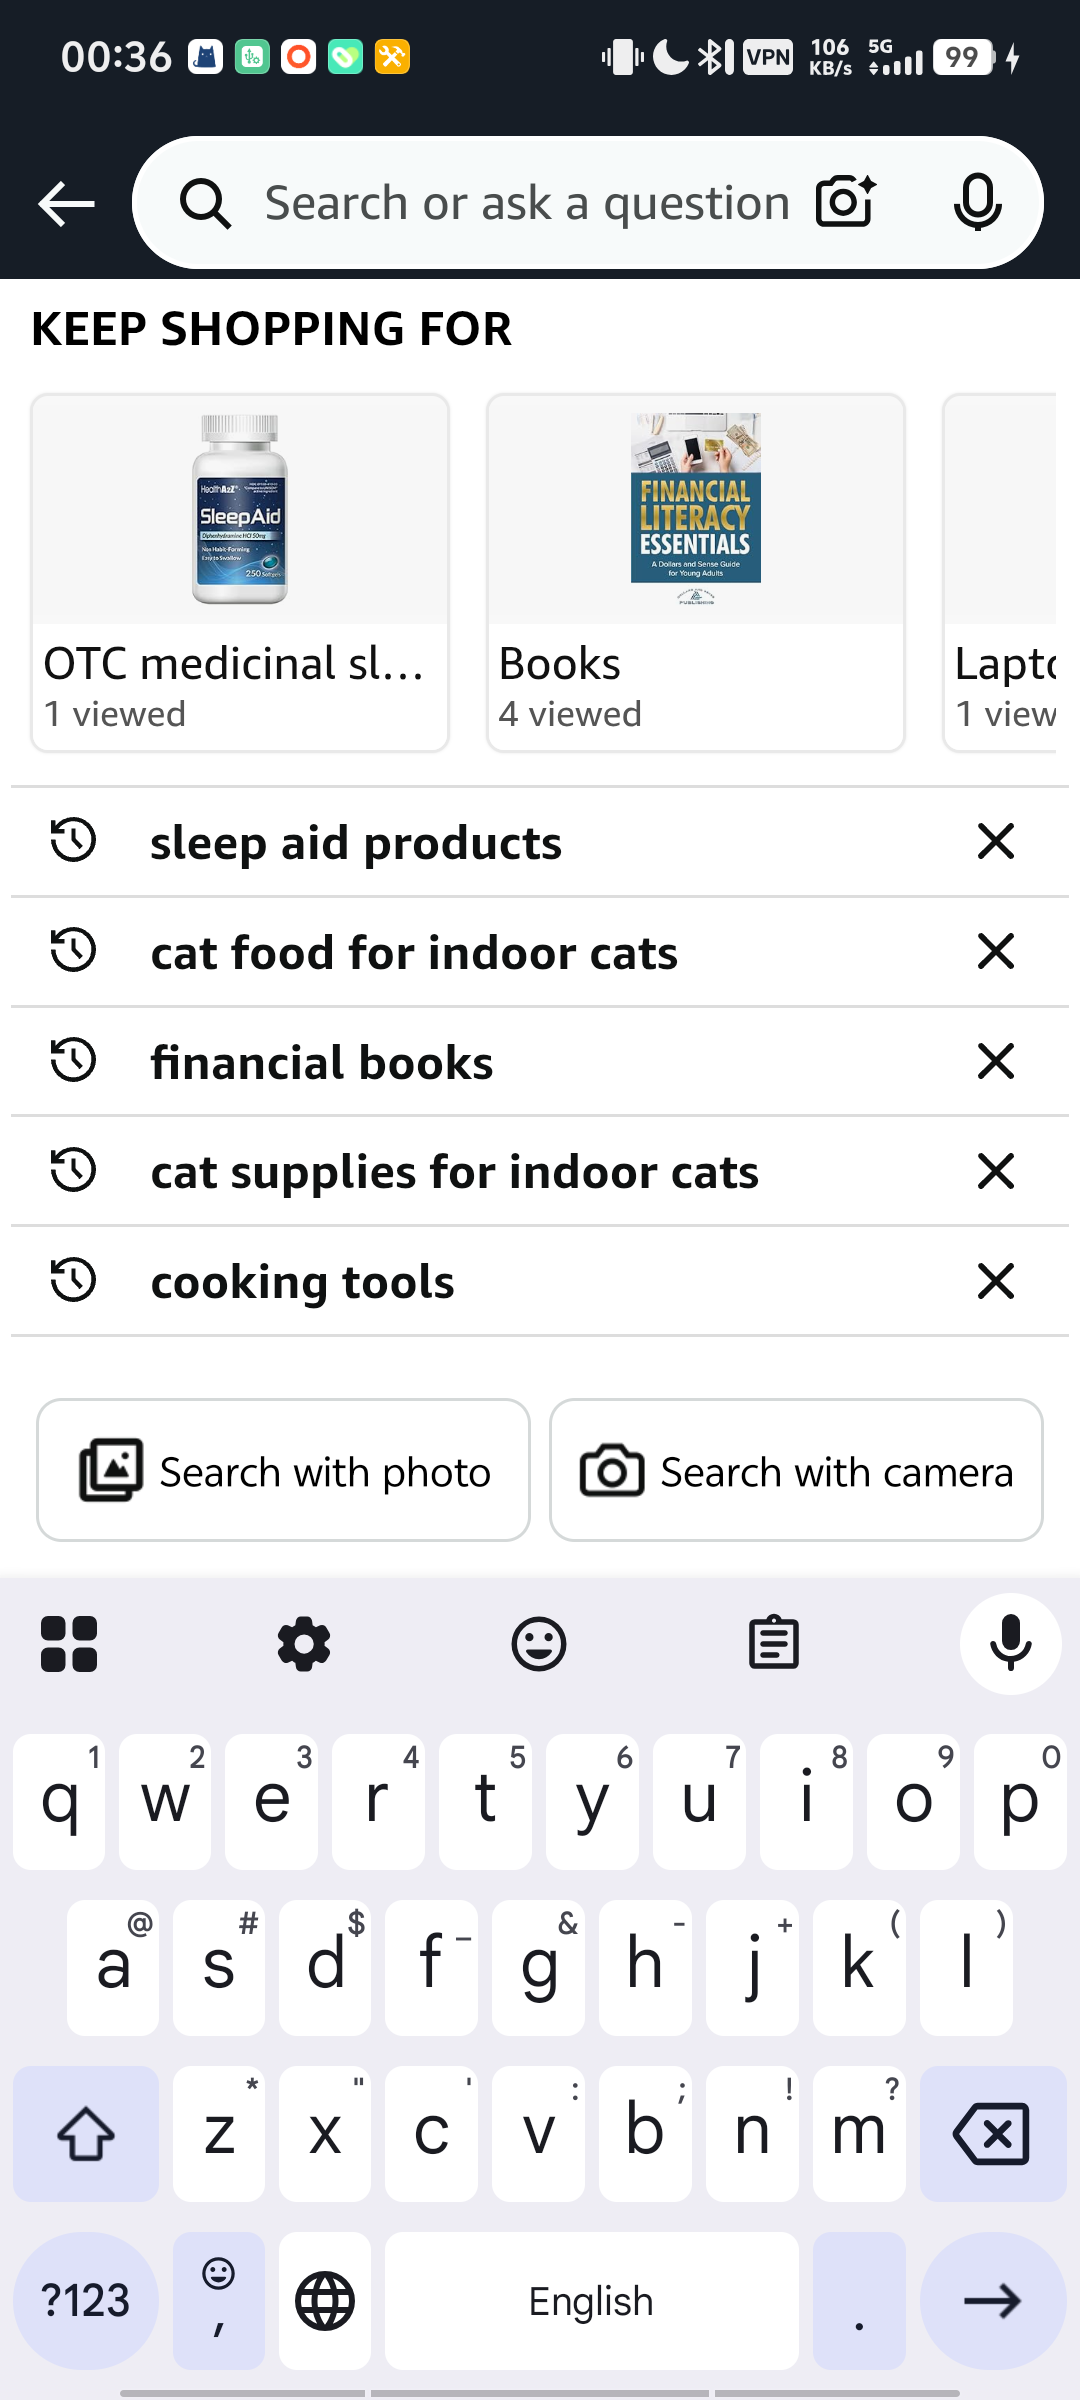 00:36
VPN
106
KB/s
5G
99
Search or ask a question
KEEP SHOPPING FOR
HealthA2Z
SleepAid
Diphenhydramine HCl 50mg
Non Habit-Forming
Easy to Swallow
250 Softgels
OTC medicinal sl...
1 viewed
FINANCIAL
LITERACY
ESSENTIALS
A Dollars and Sense Guide
for Young Adults
PUBLISHING
Books
4 viewed
Lapto
1 view
sleep aid products
cat food for indoor cats
financial books
cat supplies for indoor cats
cooking tools
Search with photo
Search with camera
1 2 3 4 5 6 7 8 9 0
q w e r t y u i o p
@ # $ _ & - + ( )
a s d f g h j k l
* " ' : ; ! ?
z x c v b n m
?123
,
English
.